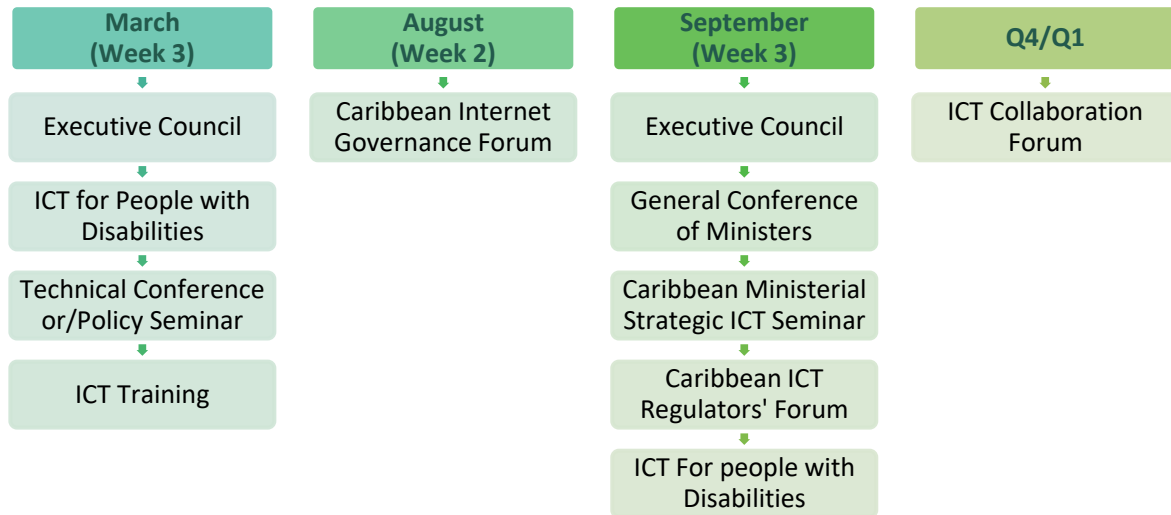 March
(Week 3)
Executive Council
ICT for People with
Disabilities
Technical Conference
or/Policy Seminar
ICT Training
August
(Week 2)
Caribbean Internet
Governance Forum
September
(Week 3)
Executive Council
General Conference
of Ministers
Caribbean Ministerial
Strategic ICT Seminar
Caribbean ICT
Regulators' Forum
ICT For people with
Disabilities
Q4/Q1
ICT Collaboration
Forum